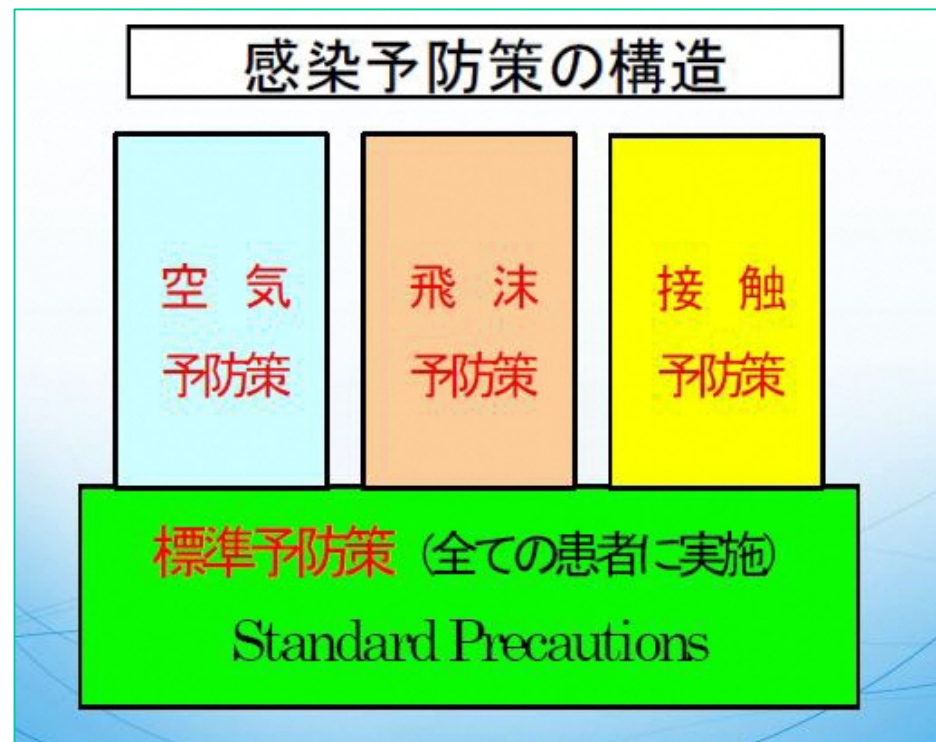 感染予防策の構造
空 気
予防策
飛 沫
予防策
接 触
予防策
標準予防策 (全ての患者に実施)
Standard Precautions